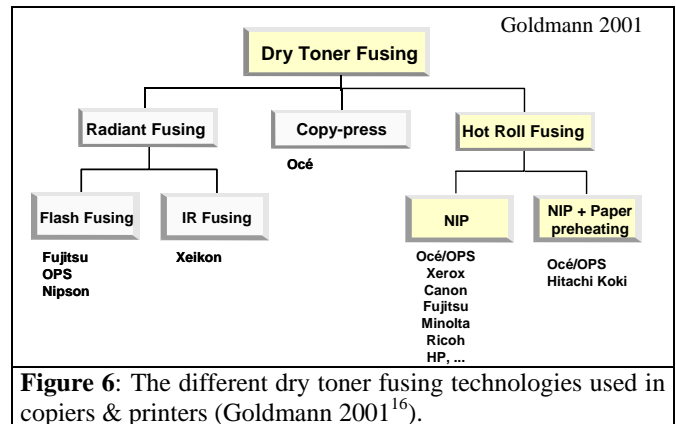 Goldmann 2001
Dry Toner Fusing
Radiant Fusing
Copy-press
Hot Roll Fusing
Océ
Flash Fusing
IR Fusing
NIP
NIP + Paper
preheating
Fujitsu
OPS
Nipson
Xeikon
Océ/OPS
Xerox
Canon
Fujitsu
Minolta
Ricoh
HP, ...
Océ/OPS
Hitachi Koki
Figure 6: The different dry toner fusing technologies used in
copiers & printers (Goldmann 2001¹⁶).